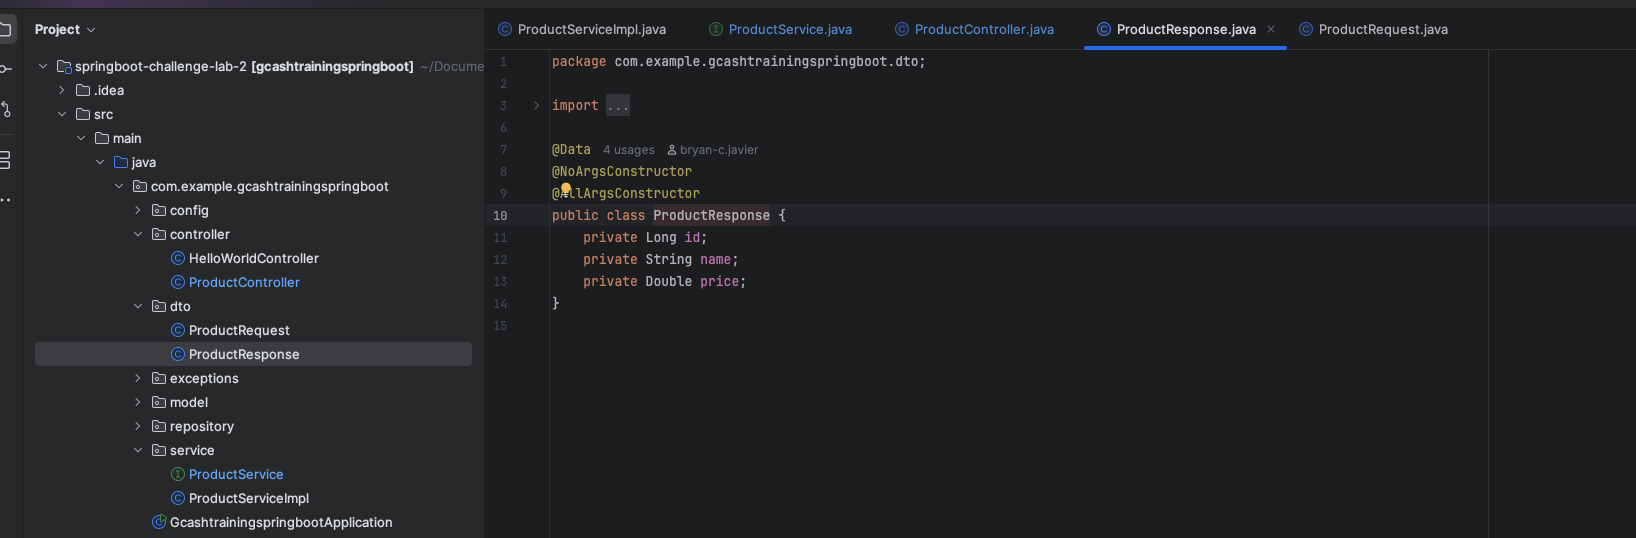 Project
springboot-challenge-lab-2 [gcashtrainingspringboot] ~/Docume
.idea
src
main
java
com.example.gcashtrainingspringboot
config
controller
HelloWorldController
ProductController
dto
ProductRequest
ProductResponse
exceptions
model
repository
service
ProductService
ProductServiceImpl
GcashtrainingspringbootApplication
ProductServiceImpl.java ProductService.java ProductController.java ProductResponse.java ProductRequest.java
1 package com.example.gcashtrainingspringboot.dto;
2
3 import ...
6
7 @Data 4 usages bryan-c.javier
8 @NoArgsConstructor
9 @AllArgsConstructor
10 public class ProductResponse {
11 private Long id;
12 private String name;
13 private Double price;
14 }
15